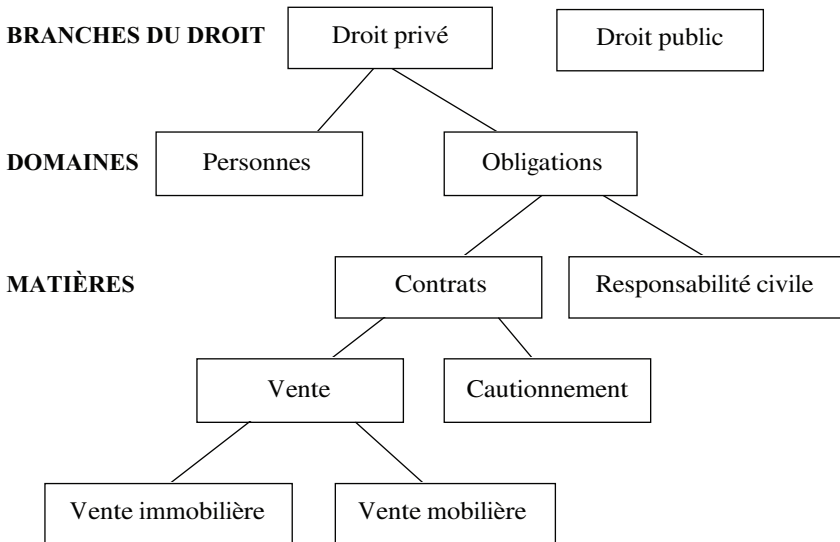 BRANCHES DU DROIT
Droit privé
Droit public
DOMAINES
Personnes
Obligations
MATIÈRES
Contrats
Responsabilité civile
Vente
Cautionnement
Vente immobilière
Vente mobilière